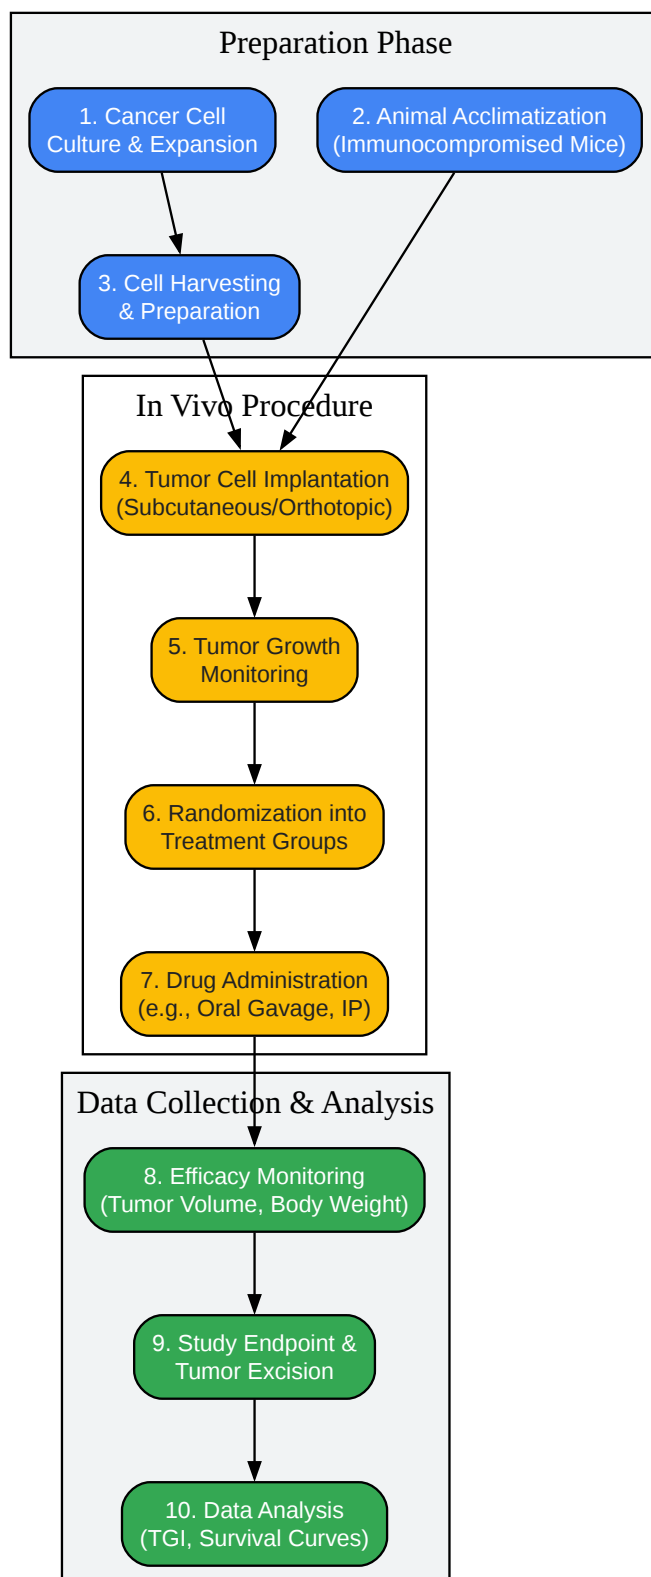 Preparation Phase
1. Cancer Cell
Culture & Expansion
2. Animal Acclimatization
(Immunocompromised Mice)
3. Cell Harvesting
& Preparation
In Vivo Procedure
4. Tumor Cell Implantation
(Subcutaneous/Orthotopic)
5. Tumor Growth
Monitoring
6. Randomization into
Treatment Groups
7. Drug Administration
(e.g., Oral Gavage, IP)
Data Collection & Analysis
8. Efficacy Monitoring
(Tumor Volume, Body Weight)
9. Study Endpoint &
Tumor Excision
10. Data Analysis
(TGI, Survival Curves)